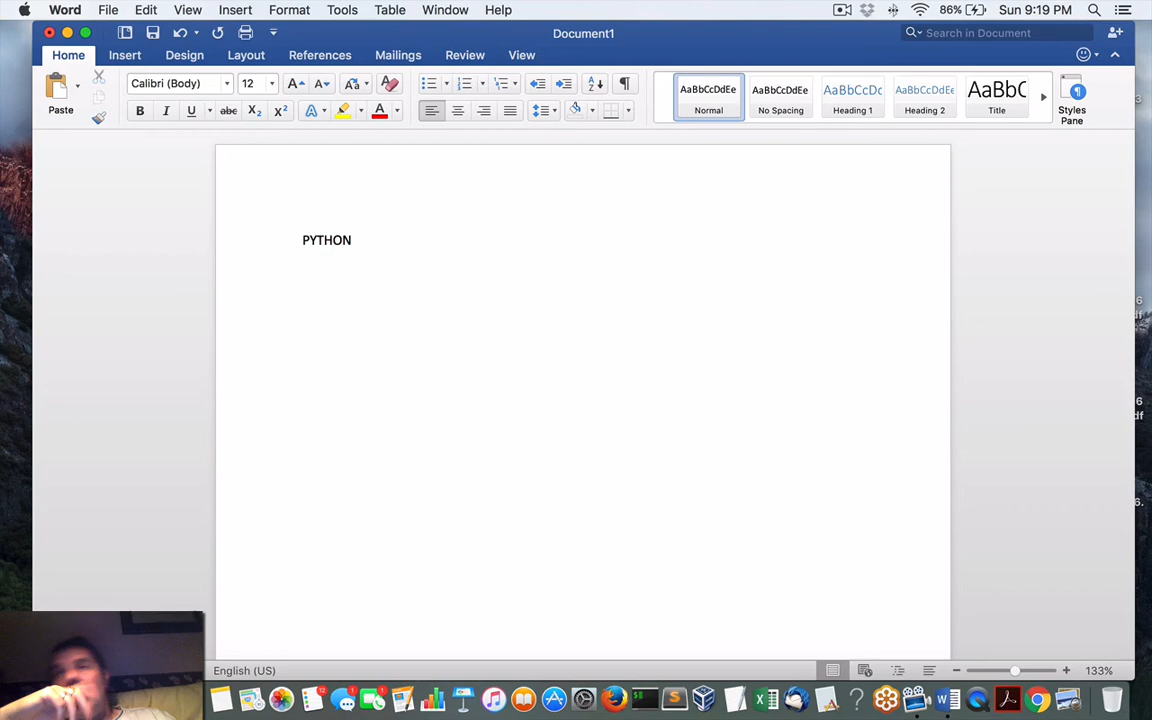 Word File Edit View Insert Format Tools Table Window Help 86% Sun 9:19 PM
Document1
Search in Document
Home Insert Design Layout References Mailings Review View
Paste
Calibri (Body) 12
AaBbCcDdEe AaBbCcDdEe AaBbCcDc AaBbCcDdEe AaBbC
Normal No Spacing Heading 1 Heading 2 Title
Styles
Pane
PYTHON
English (US) 133%